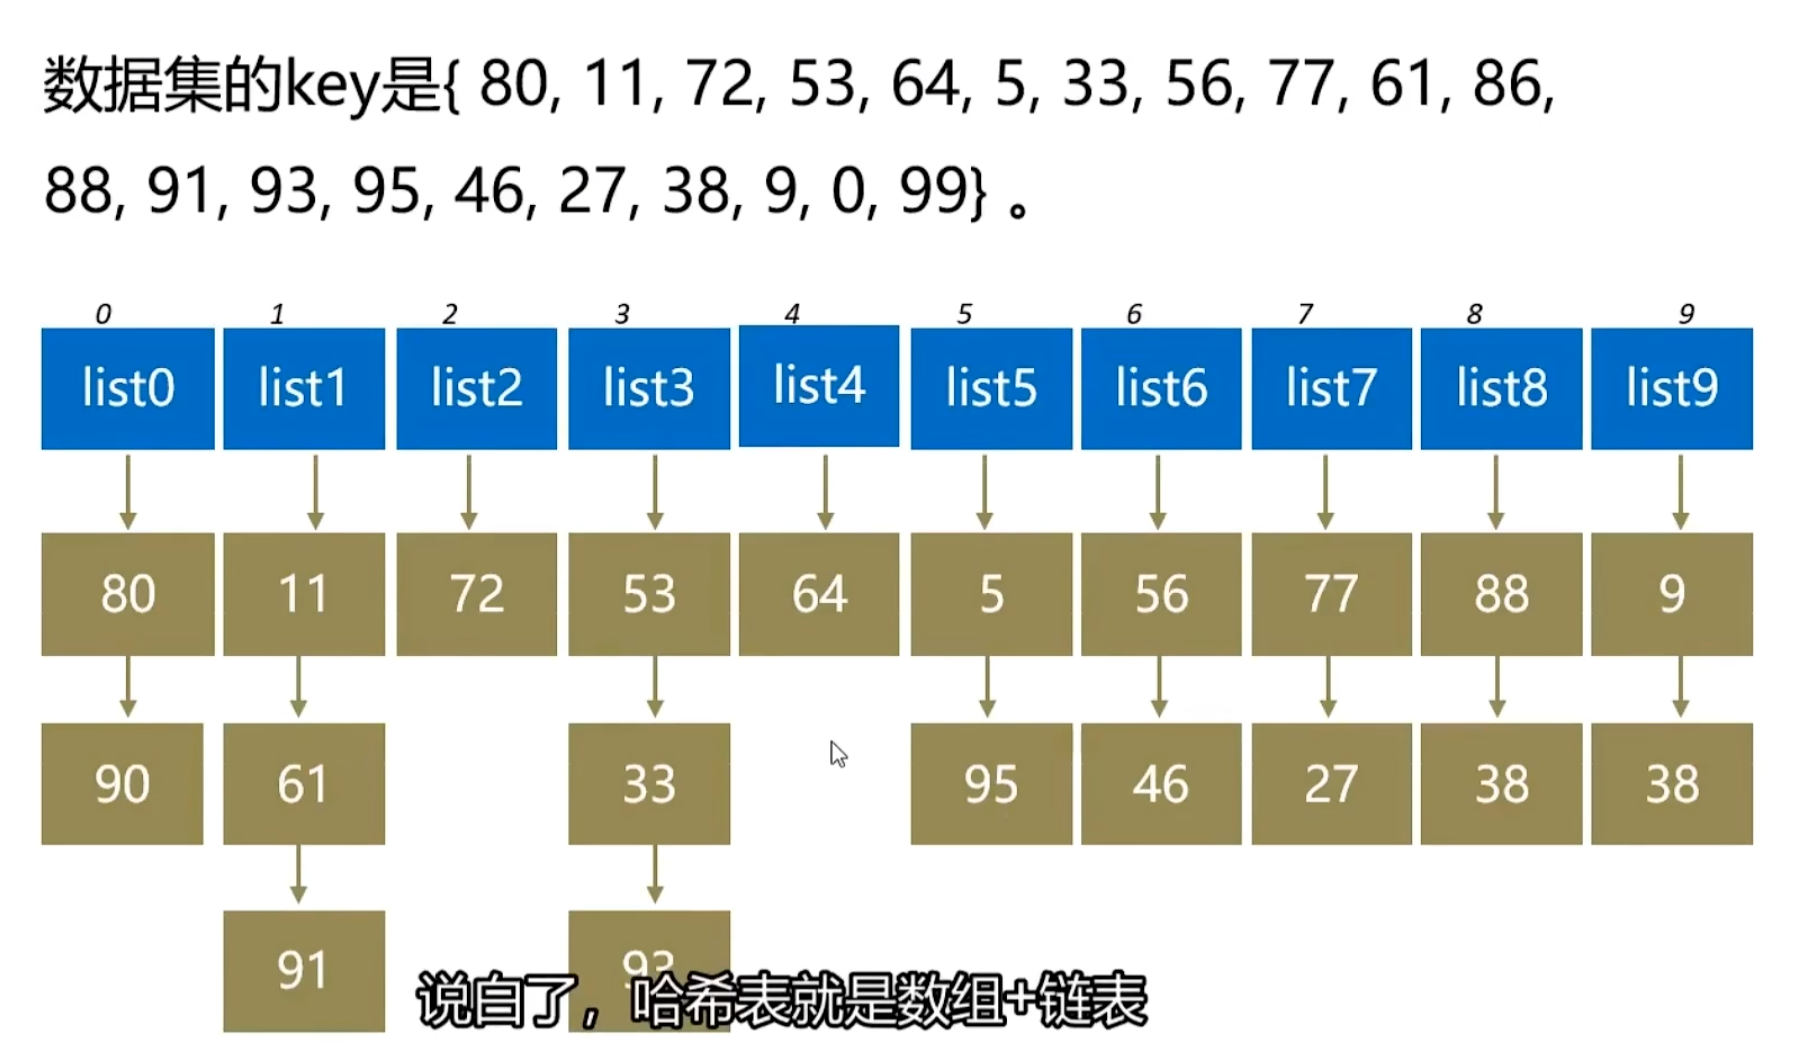 数据集的key是{ 80, 11, 72, 53, 64, 5, 33, 56, 77, 61, 86,
88, 91, 93, 95, 46, 27, 38, 9, 0, 99} 。
0 1 2 3 4 5 6 7 8 9
list0 list1 list2 list3 list4 list5 list6 list7 list8 list9
80 11 72 53 64 5 56 77 88 9
90 61 33 95 46 27 38 38
91 93
说白了，哈希表就是数组+链表